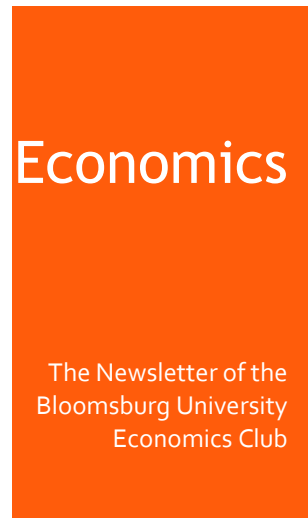 Economics
The Newsletter of the
Bloomsburg University
Economics Club